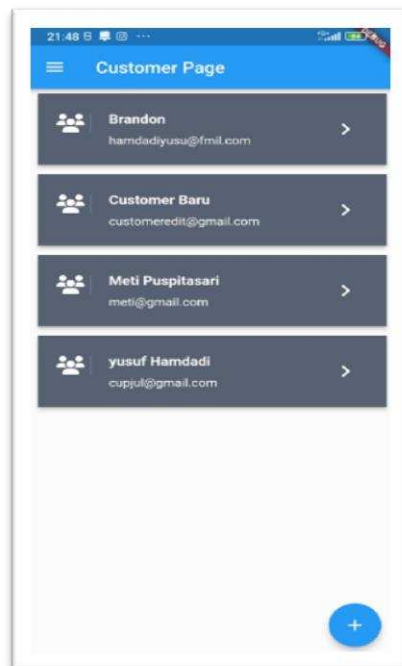 21:48
DEBUG
Customer Page
Brandon
hamdadiyusu@fmil.com
Customer Baru
customeredit@gmail.com
Meti Puspitasari
meti@gmail.com
yusuf Hamdadi
cupjul@gmail.com